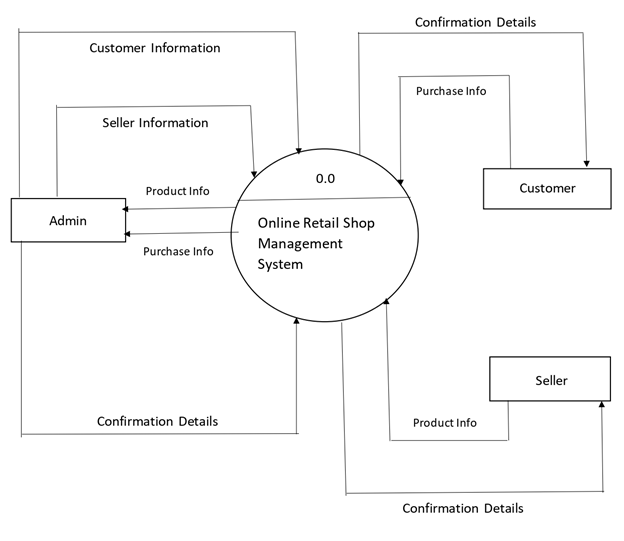 Confirmation Details
Customer Information
Purchase Info
Seller Information
0.0
Product Info
Customer
Admin
Online Retail Shop
Management
System
Purchase Info
Seller
Confirmation Details
Product Info
Confirmation Details